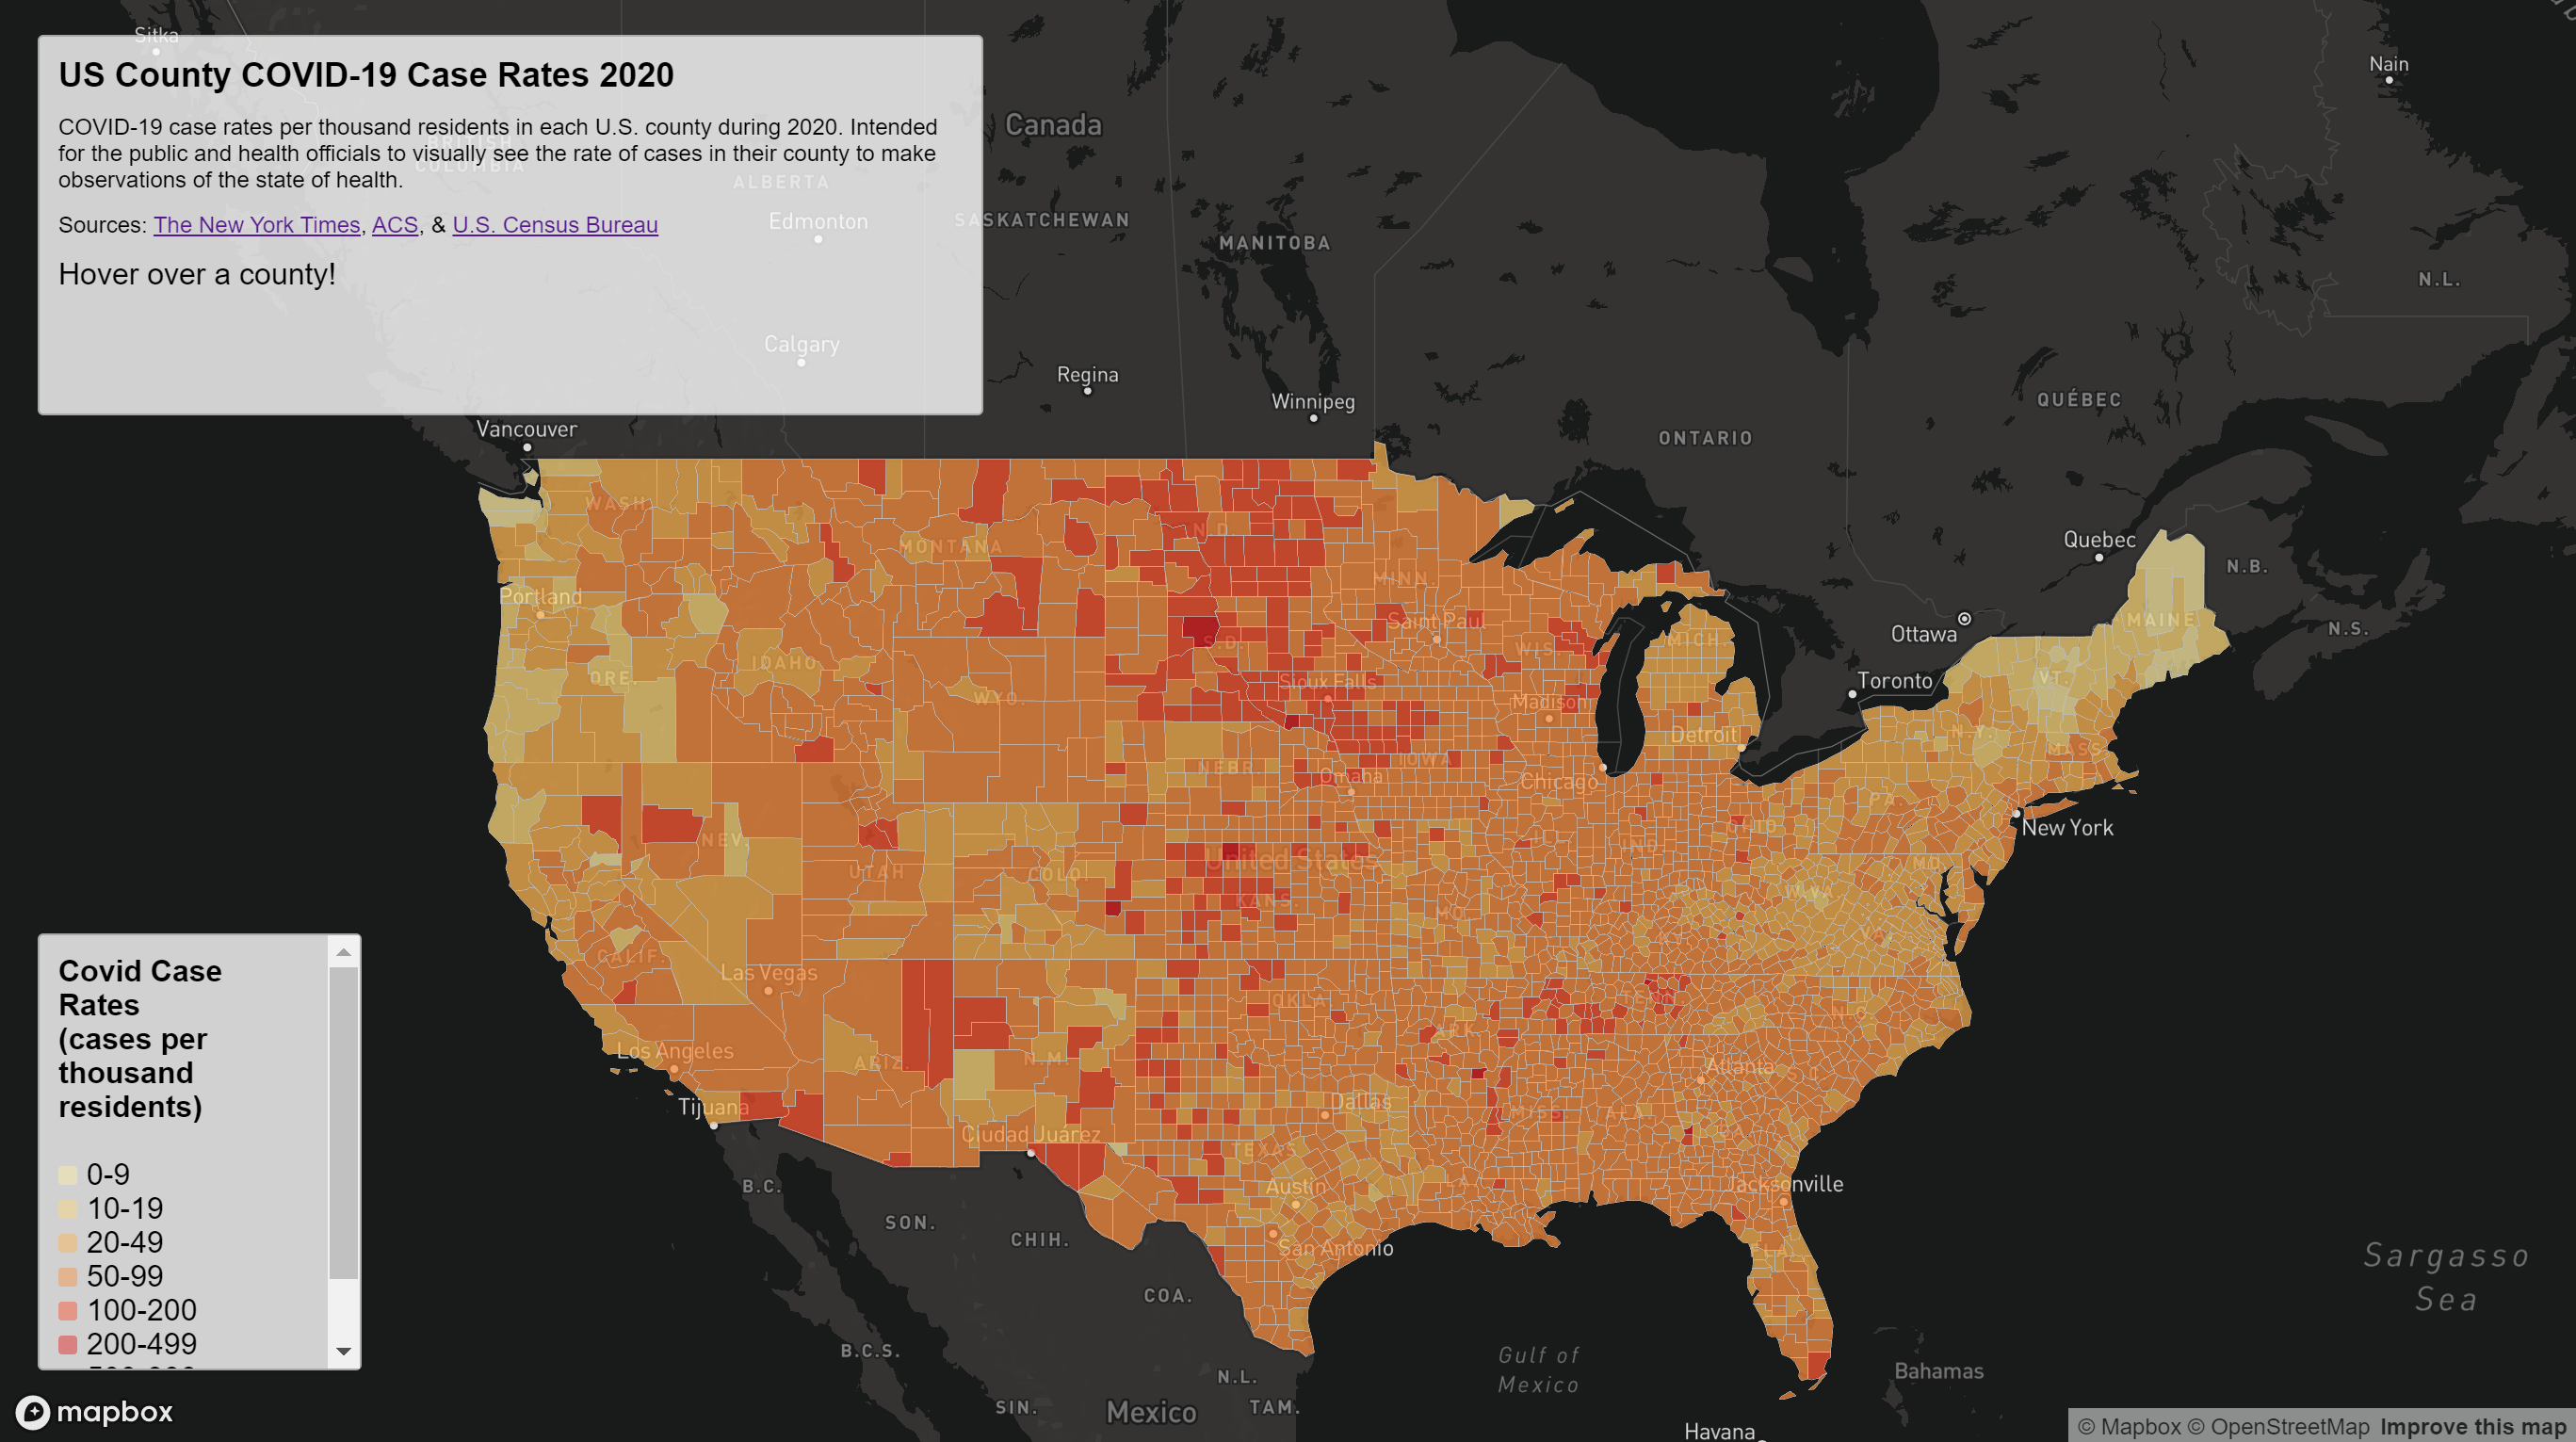 Sitka
US County COVID-19 Case Rates 2020
COVID-19 case rates per thousand residents in each U.S. county during 2020. Intended
for the public and health officials to visually see the rate of cases in their county to make
observations of the state of health.
Sources: The New York Times, ACS, & U.S. Census Bureau
Hover over a county!
BRITISH
COLUMBIA
ALBERTA
Edmonton
Calgary
Canada
SASKATCHEWAN
MANITOBA
Regina
Winnipeg
Vancouver
ONTARIO
QUÉBEC
Nain
N.L.
Quebec
N.B.
N.S.
Ottawa
Toronto
WASH.
MONTANA
N.D.
MINN.
Portland
Saint Paul
S.D.
MICH.
MAINE
ORE.
IDAHO
WIS.
VT.
Sioux Falls
WYO.
Madison
Detroit
N.Y.
MASS.
NEBR.
IOWA
Omaha
Chicago
PA.
New York
NEV.
OHIO
ILL.
IND.
United States
UTAH
COLO.
MD.
W.VA.
KANS.
MO.
KY.
VA.
CALIF.
Las Vegas
OKLA.
TENN.
N.C.
ARK.
Los Angeles
ARIZ.
N.M.
Atlanta
S.C.
Tijuana
Dallas
MISS.
ALA.
GA.
Ciudad Juárez
TEXAS
Austin
LA.
Jacksonville
San Antonio
FLA.
B.C.
SON.
CHIH.
COA.
B.C.S.
N.L.
SIN.
Mexico
TAM.
Gulf of
Mexico
Bahamas
Havana
Sargasso
Sea
Covid Case
Rates
(cases per
thousand
residents)
0-9
10-19
20-49
50-99
100-200
200-499
mapbox
© Mapbox © OpenStreetMap Improve this map